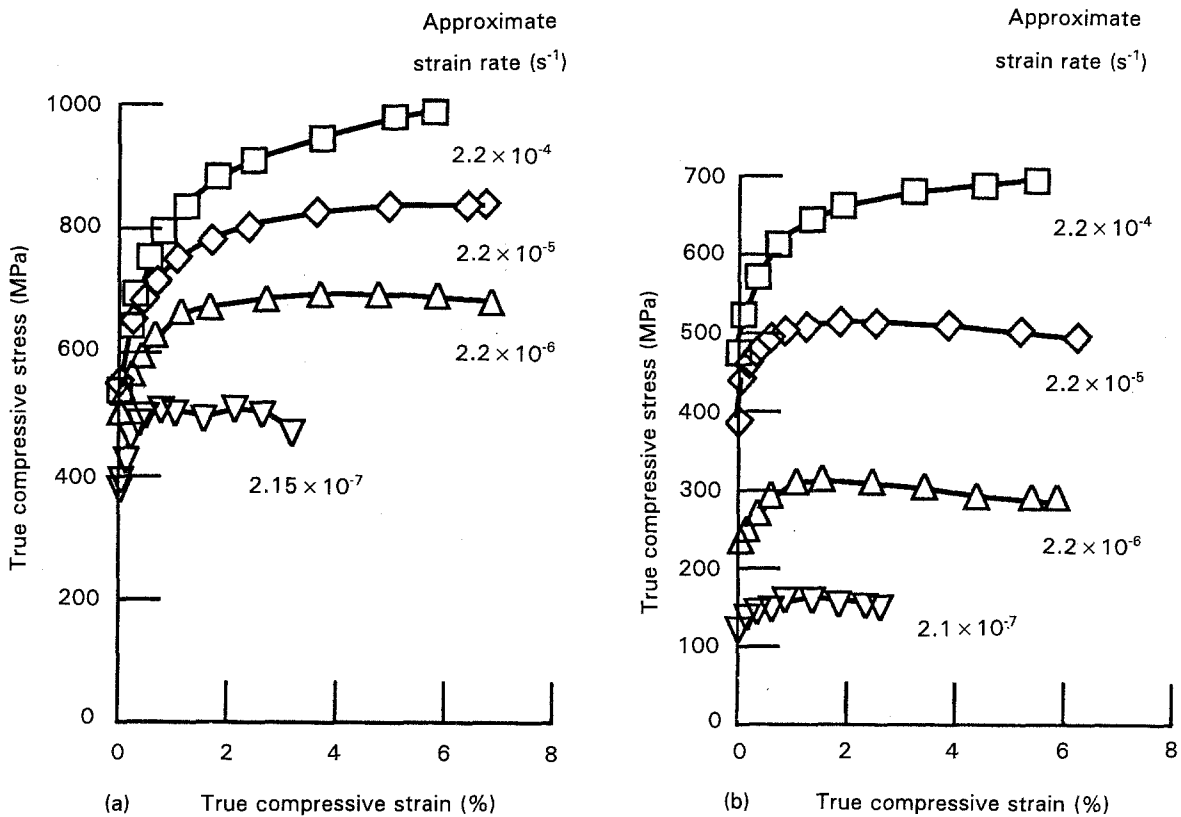 Approximate
strain rate (s⁻¹)
1000
800
600
400
200
0
True compressive stress (MPa)
2.2 × 10⁻⁴
2.2 × 10⁻⁵
2.2 × 10⁻⁶
2.15 × 10⁻⁷
0 2 4 6 8
(a) True compressive strain (%)
Approximate
strain rate (s⁻¹)
700
600
500
400
300
200
100
0
True compressive stress (MPa)
2.2 × 10⁻⁴
2.2 × 10⁻⁵
2.2 × 10⁻⁶
2.1 × 10⁻⁷
0 2 4 6 8
(b) True compressive strain (%)